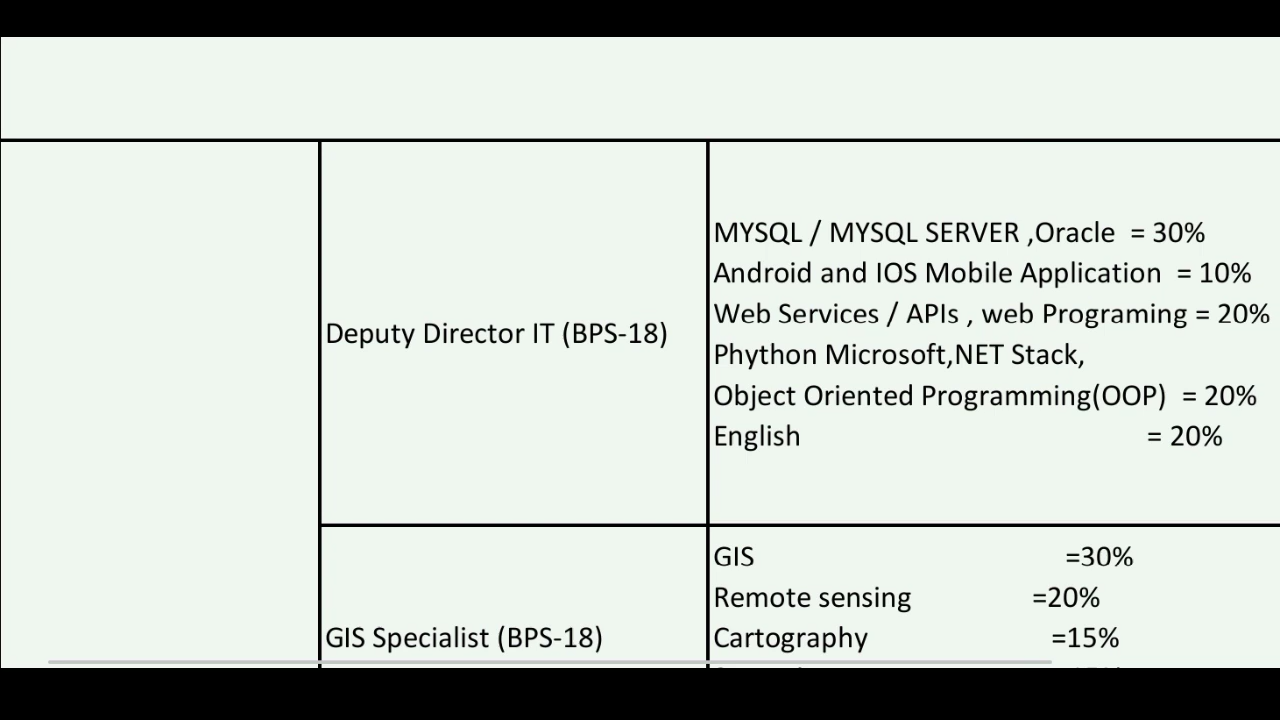 Deputy Director IT (BPS-18)
MYSQL / MYSQL SERVER ,Oracle = 30%
Android and IOS Mobile Application = 10%
Web Services / APIs , web Programing = 20%
Phython Microsoft,NET Stack,
Object Oriented Programming(OOP) = 20%
English = 20%
GIS Specialist (BPS-18)
GIS =30%
Remote sensing =20%
Cartography =15%